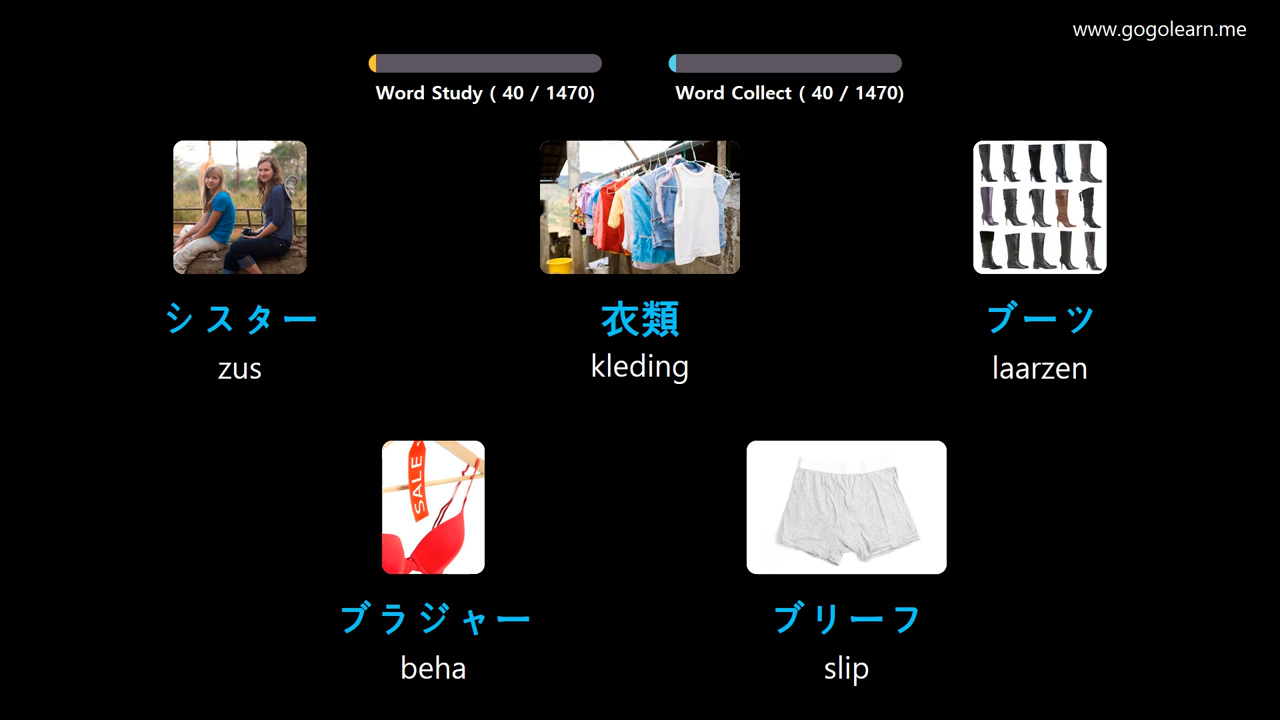 www.gogolearn.me
Word Study ( 40 / 1470)
Word Collect ( 40 / 1470)
シスター
zus
衣類
kleding
ブーツ
laarzen
SALE
ブラジャー
beha
ブリーフ
slip